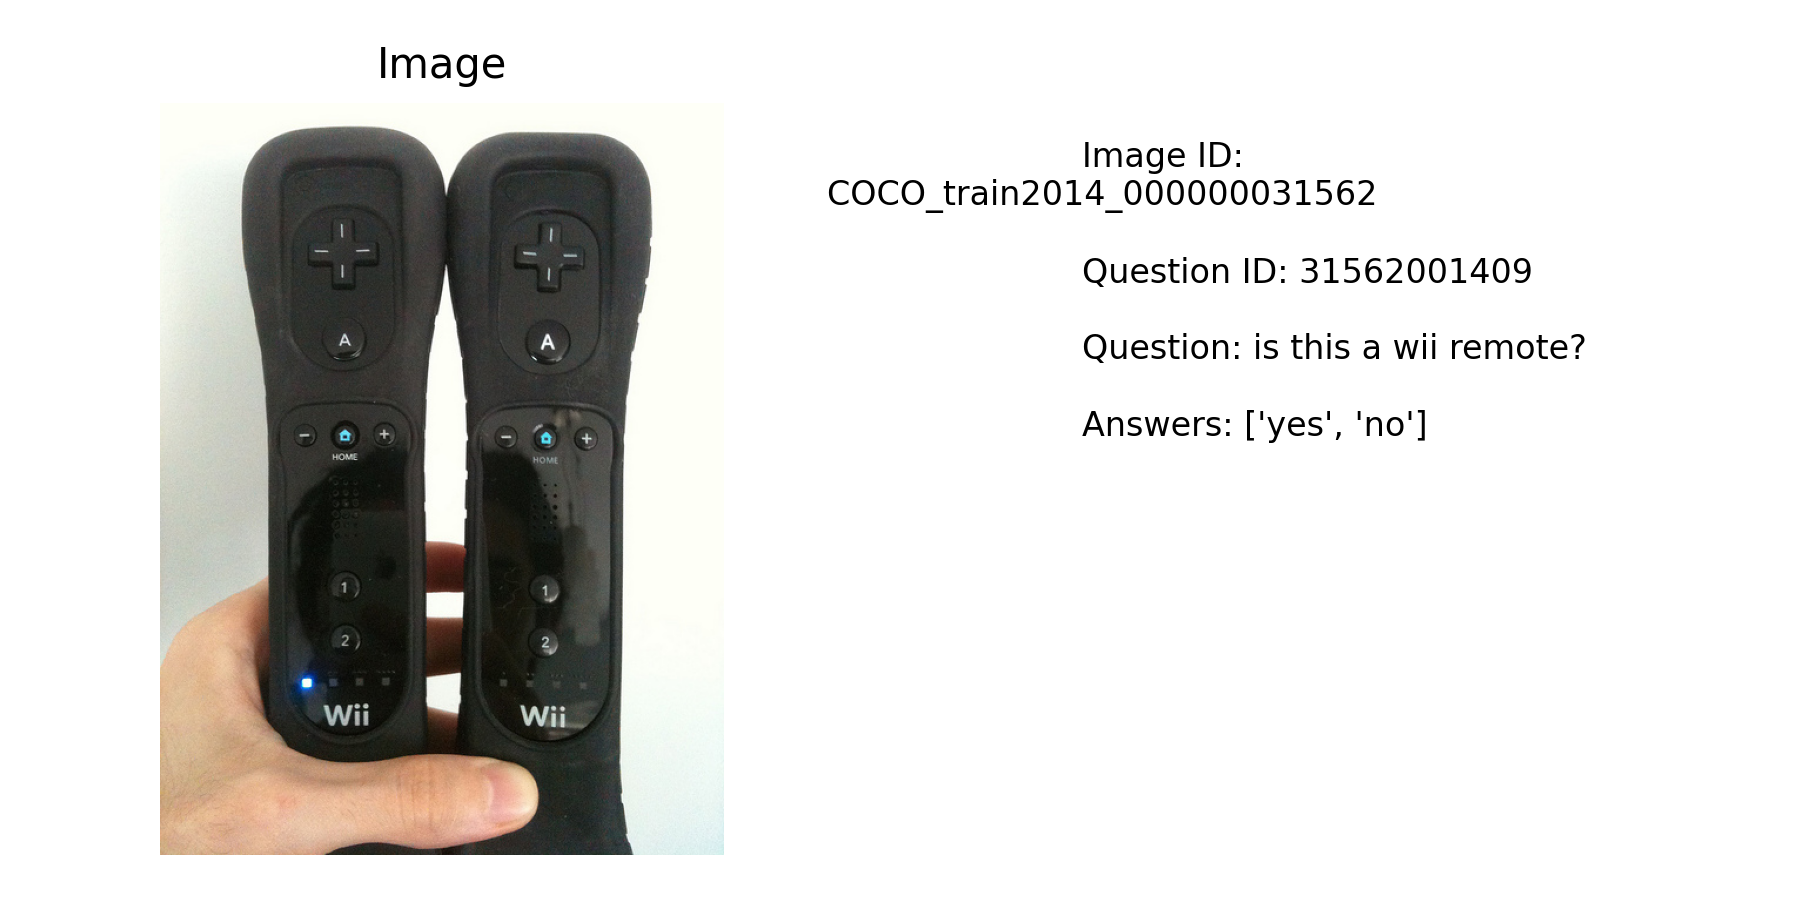 Image
A
A
HOME
HOME
1
1
2
2
Wii
Wii
Image ID:
COCO_train2014_000000031562
Question ID: 31562001409
Question: is this a wii remote?
Answers: ['yes', 'no']